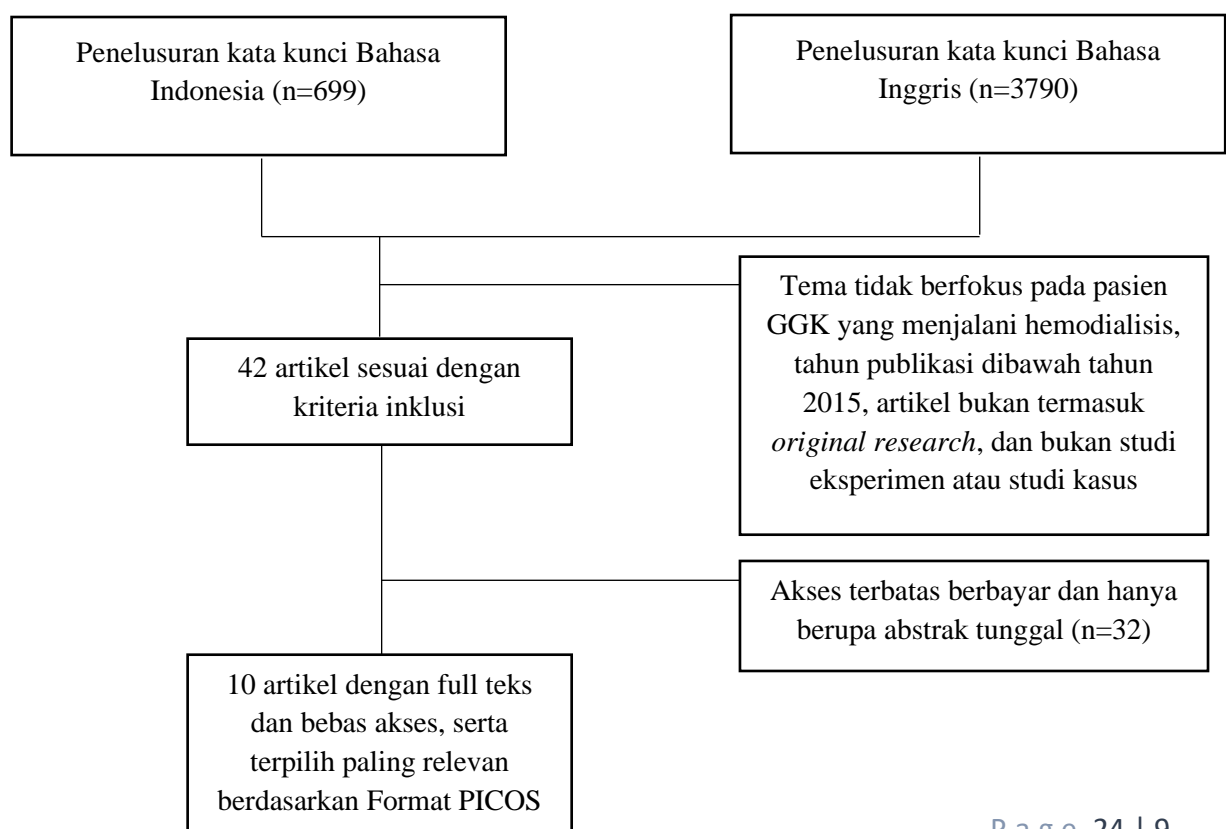 Penelusuran kata kunci Bahasa
Indonesia (n=699)
Penelusuran kata kunci Bahasa
Inggris (n=3790)
Tema tidak berfokus pada pasien
GGK yang menjalani hemodialisis,
tahun publikasi dibawah tahun
2015, artikel bukan termasuk
original research, dan bukan studi
eksperimen atau studi kasus
42 artikel sesuai dengan
kriteria inklusi
Akses terbatas berbayar dan hanya
berupa abstrak tunggal (n=32)
10 artikel dengan full teks
dan bebas akses, serta
terpilih paling relevan
berdasarkan Format PICOS
P a g e 24 | 9